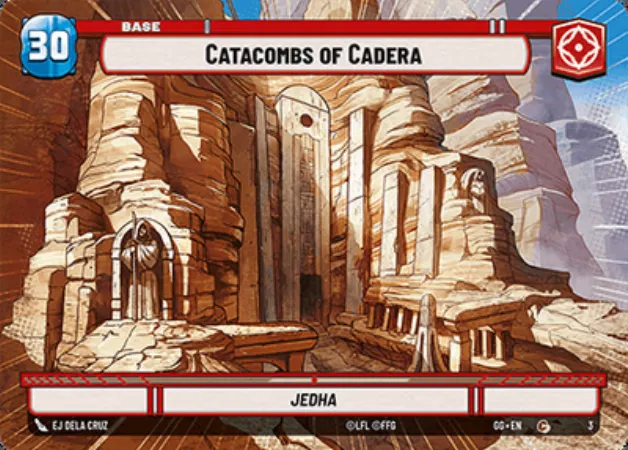 BASE
30
CATACOMBS OF CADERA
JEDHA
EJ DELA CRUZ
©LFL ©FFG
GG•EN
C
3